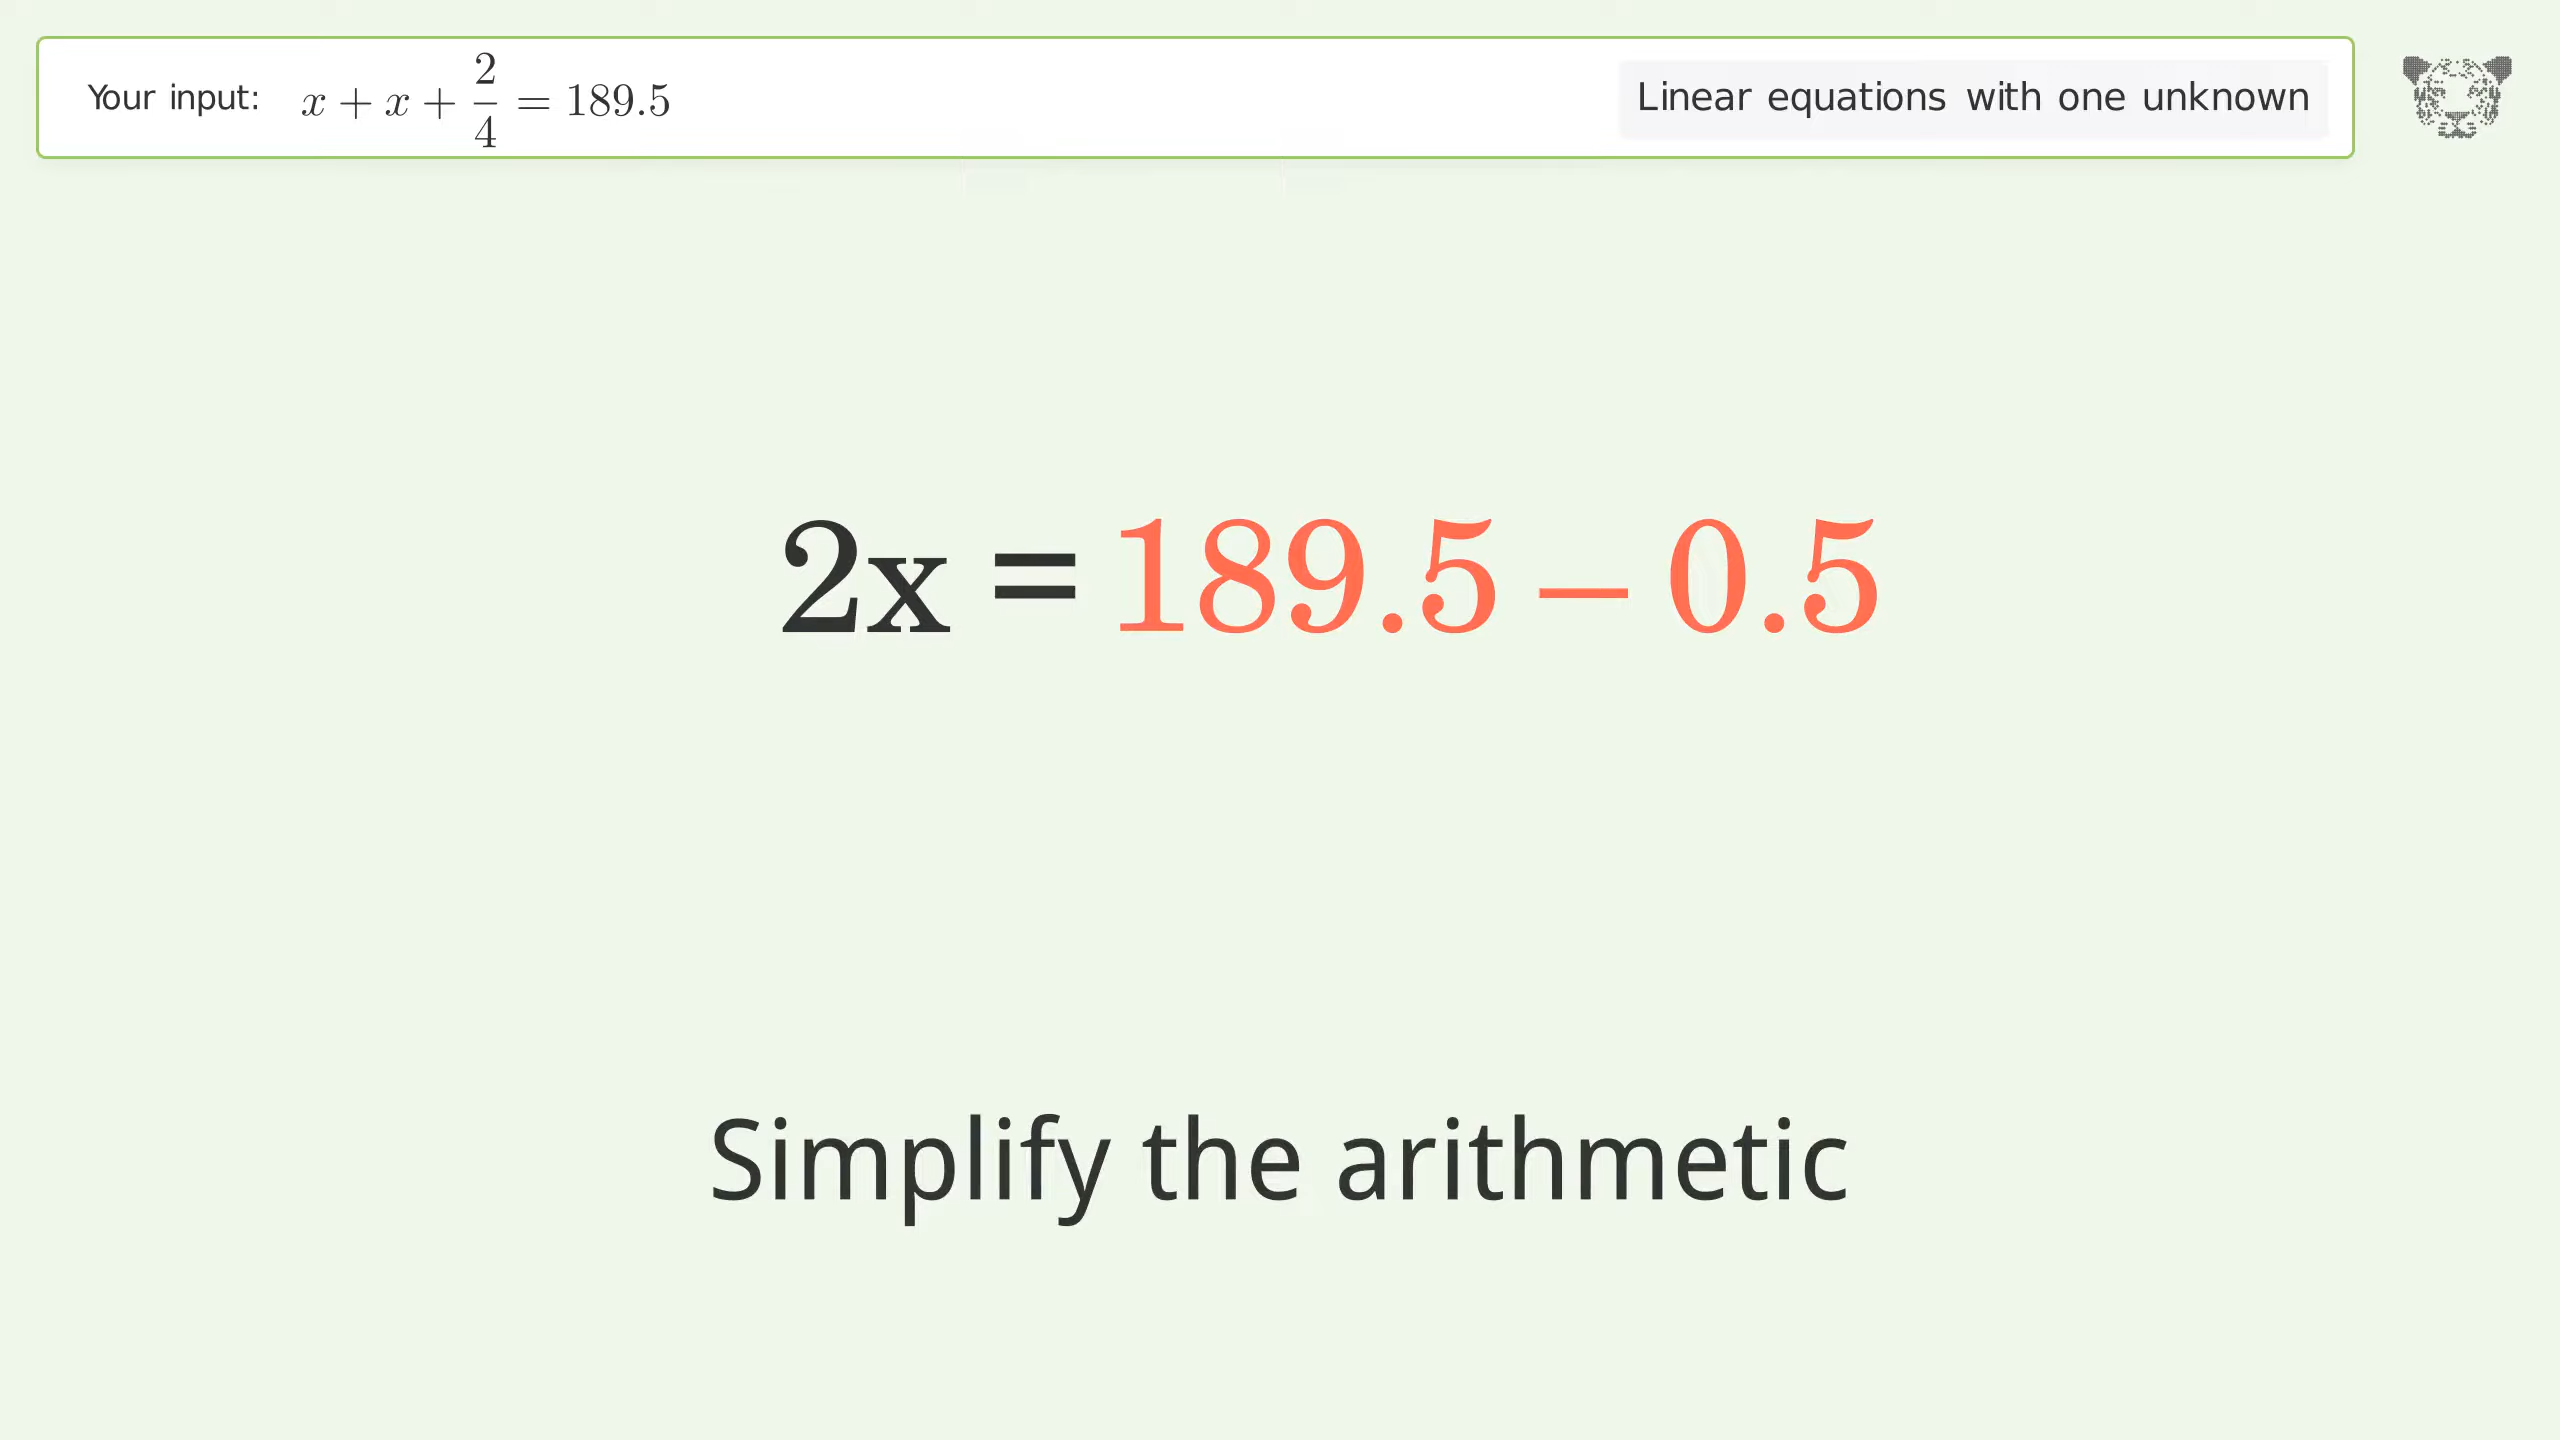 Your input: x + x + 2/4 = 189.5
Linear equations with one unknown
2x = 189.5 – 0.5
Simplify the arithmetic